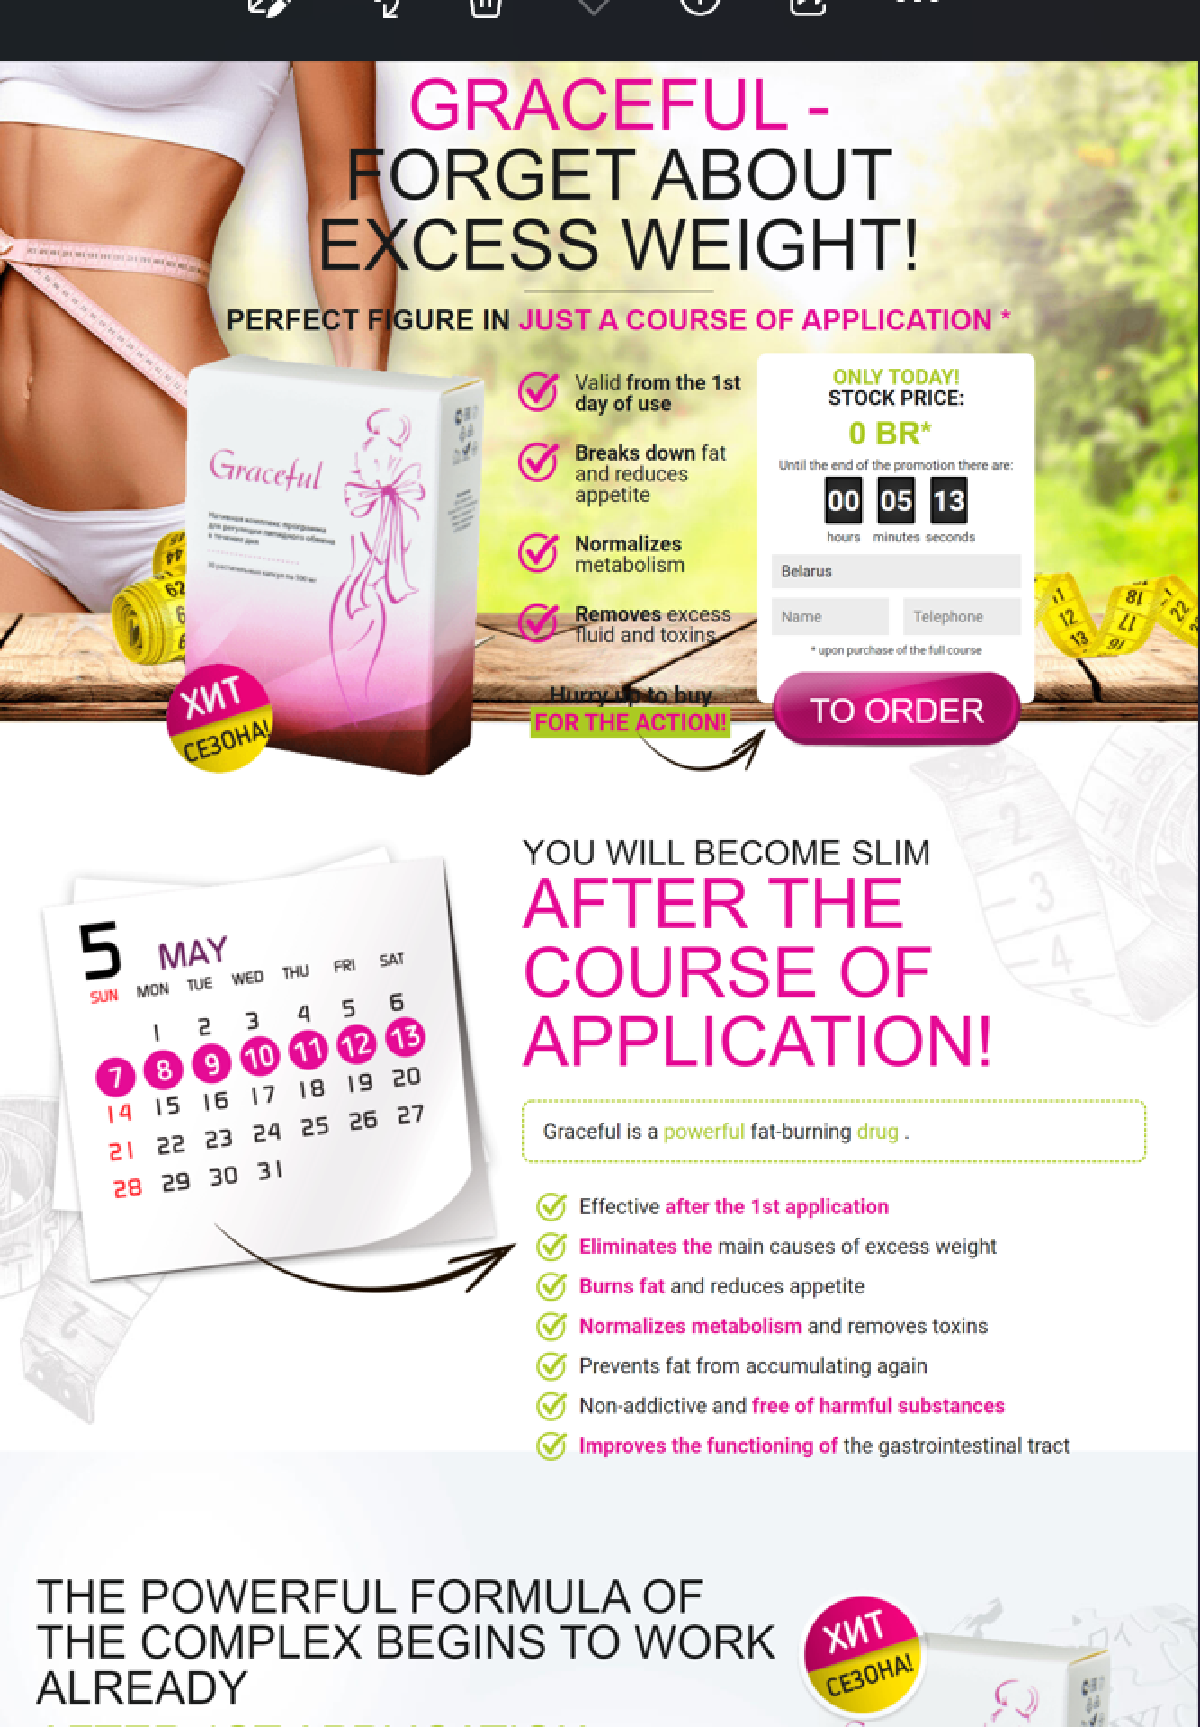 GRACEFUL -
FORGET ABOUT
EXCESS WEIGHT!
PERFECT FIGURE IN JUST A COURSE OF APPLICATION *
Graceful
ХИТ
СЕЗОНА!
Valid from the 1st
day of use
Breaks down fat
and reduces
appetite
Normalizes
metabolism
Removes excess
fluid and toxins
Hurry up to buy
FOR THE ACTION!
ONLY TODAY!
STOCK PRICE:
0 BR*
Until the end of the promotion there are:
00 05 13
hours minutes seconds
Belarus
Name Telephone
* upon purchase of the full course
TO ORDER
5 MAY
SUN MON TUE WED THU FRI SAT
1 2 3 4 5 6
7 8 9 10 11 12 13
14 15 16 17 18 19 20
21 22 23 24 25 26 27
28 29 30 31
YOU WILL BECOME SLIM
AFTER THE
COURSE OF
APPLICATION!
Graceful is a powerful fat-burning drug .
Effective after the 1st application
Eliminates the main causes of excess weight
Burns fat and reduces appetite
Normalizes metabolism and removes toxins
Prevents fat from accumulating again
Non-addictive and free of harmful substances
Improves the functioning of the gastrointestinal tract
THE POWERFUL FORMULA OF
THE COMPLEX BEGINS TO WORK
ALREADY
ХИТ
СЕЗОНА!